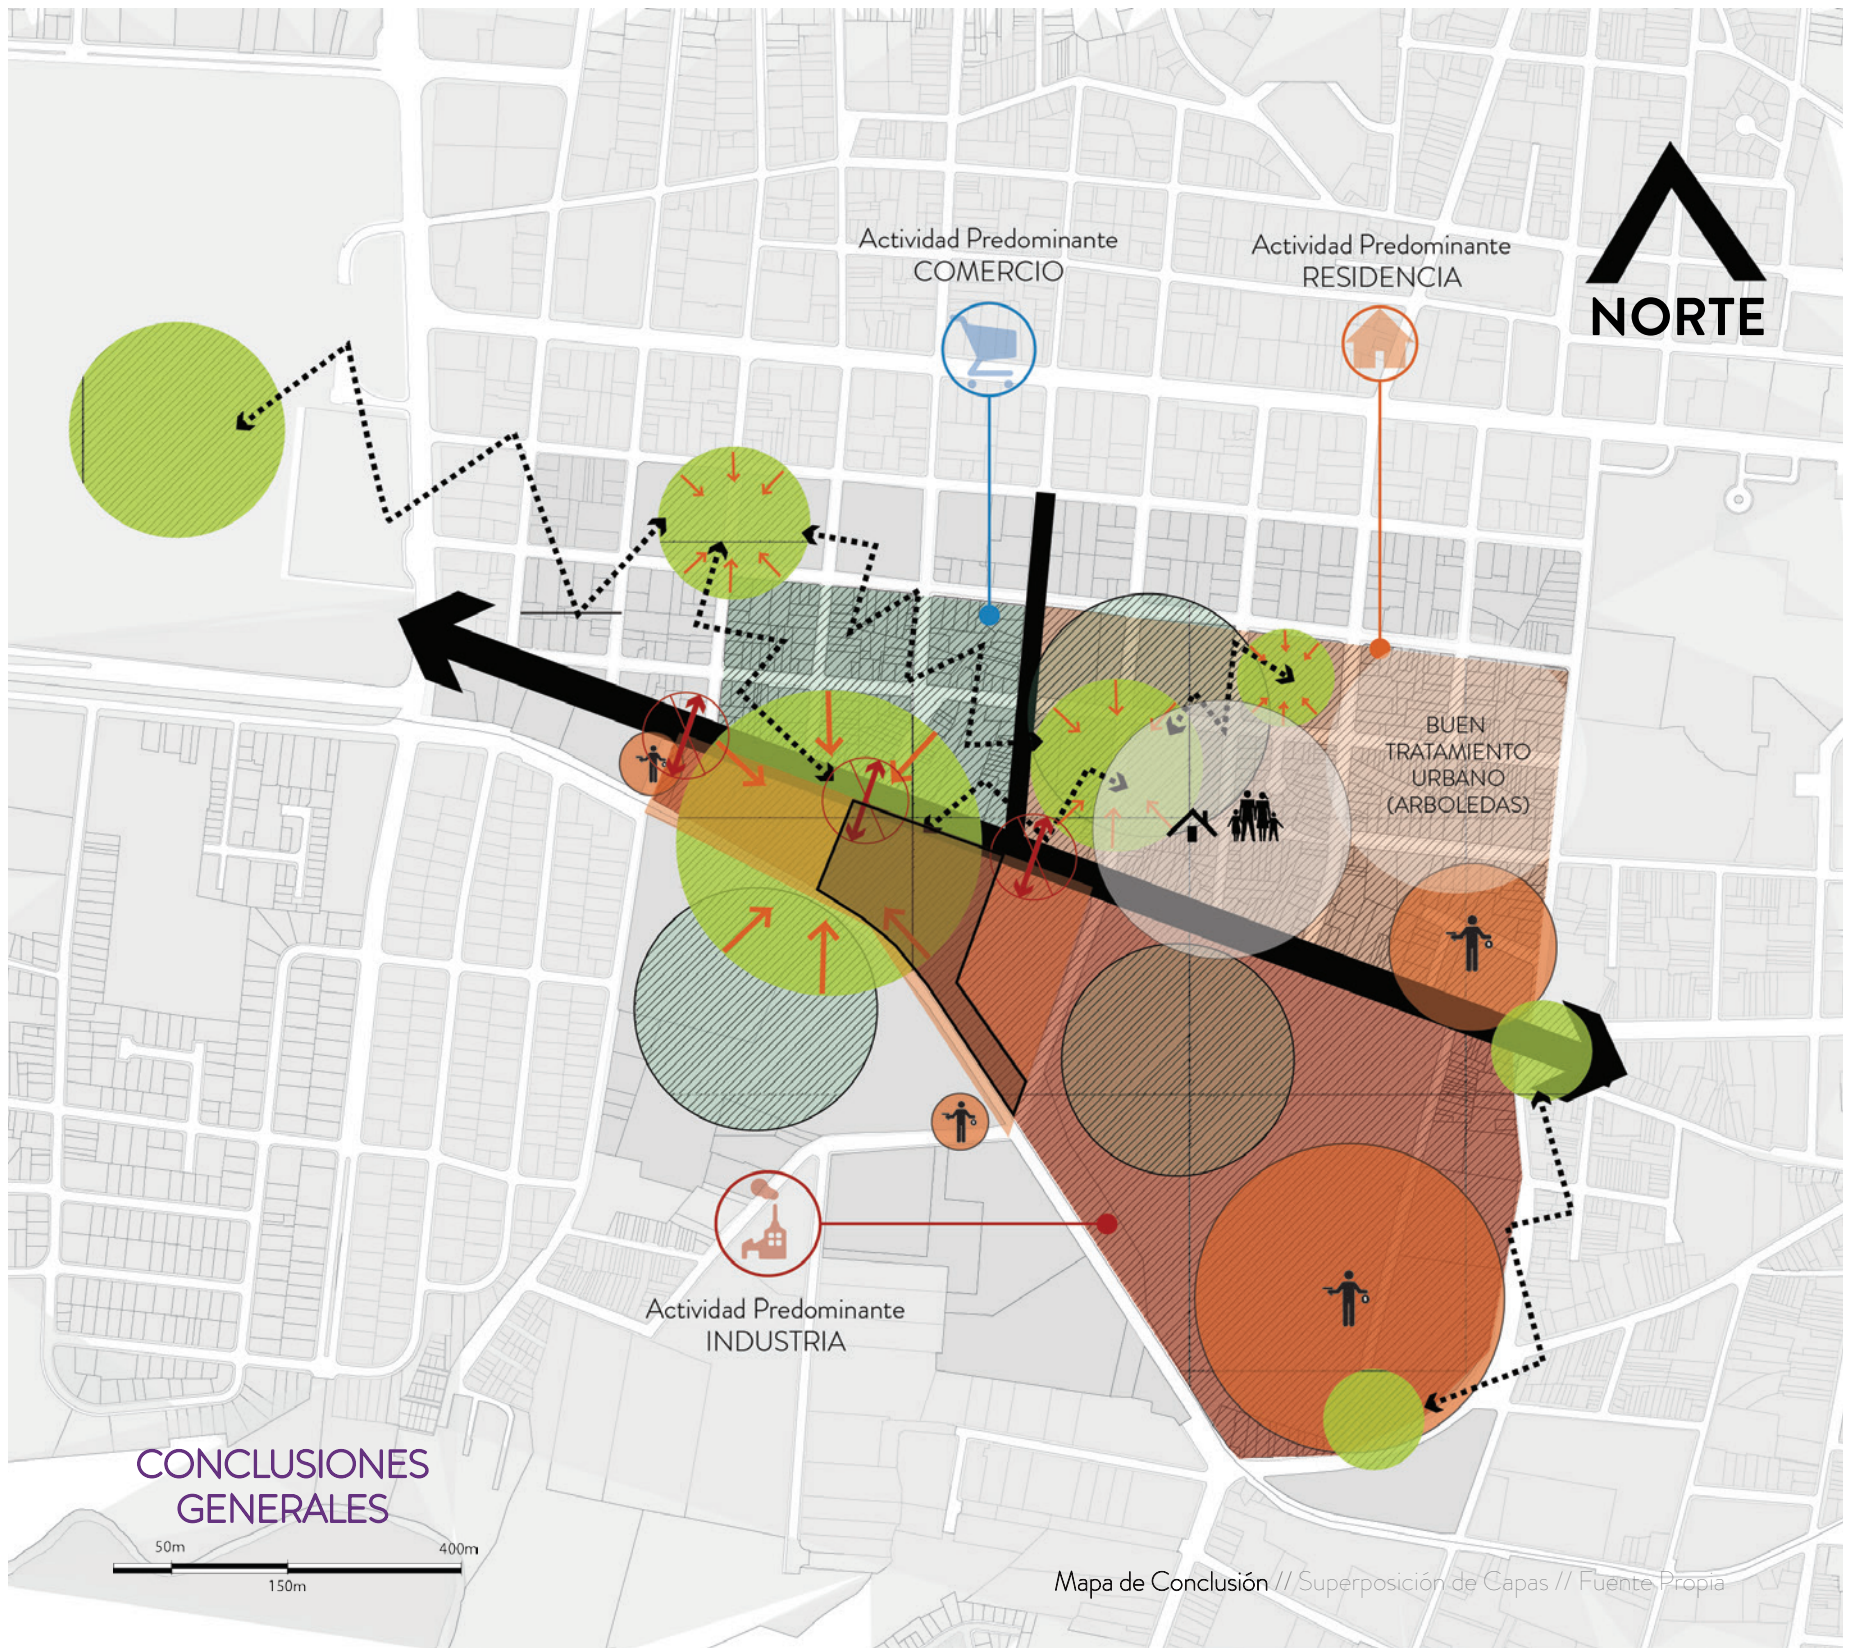 Actividad Predominante
COMERCIO
Actividad Predominante
RESIDENCIA
NORTE
BUEN
TRATAMIENTO
URBANO
(ARBOLEDAS)
Actividad Predominante
INDUSTRIA
CONCLUSIONES
GENERALES
50m
400m
150m
Mapa de Conclusión // Superposición de Capas // Fuente Propia